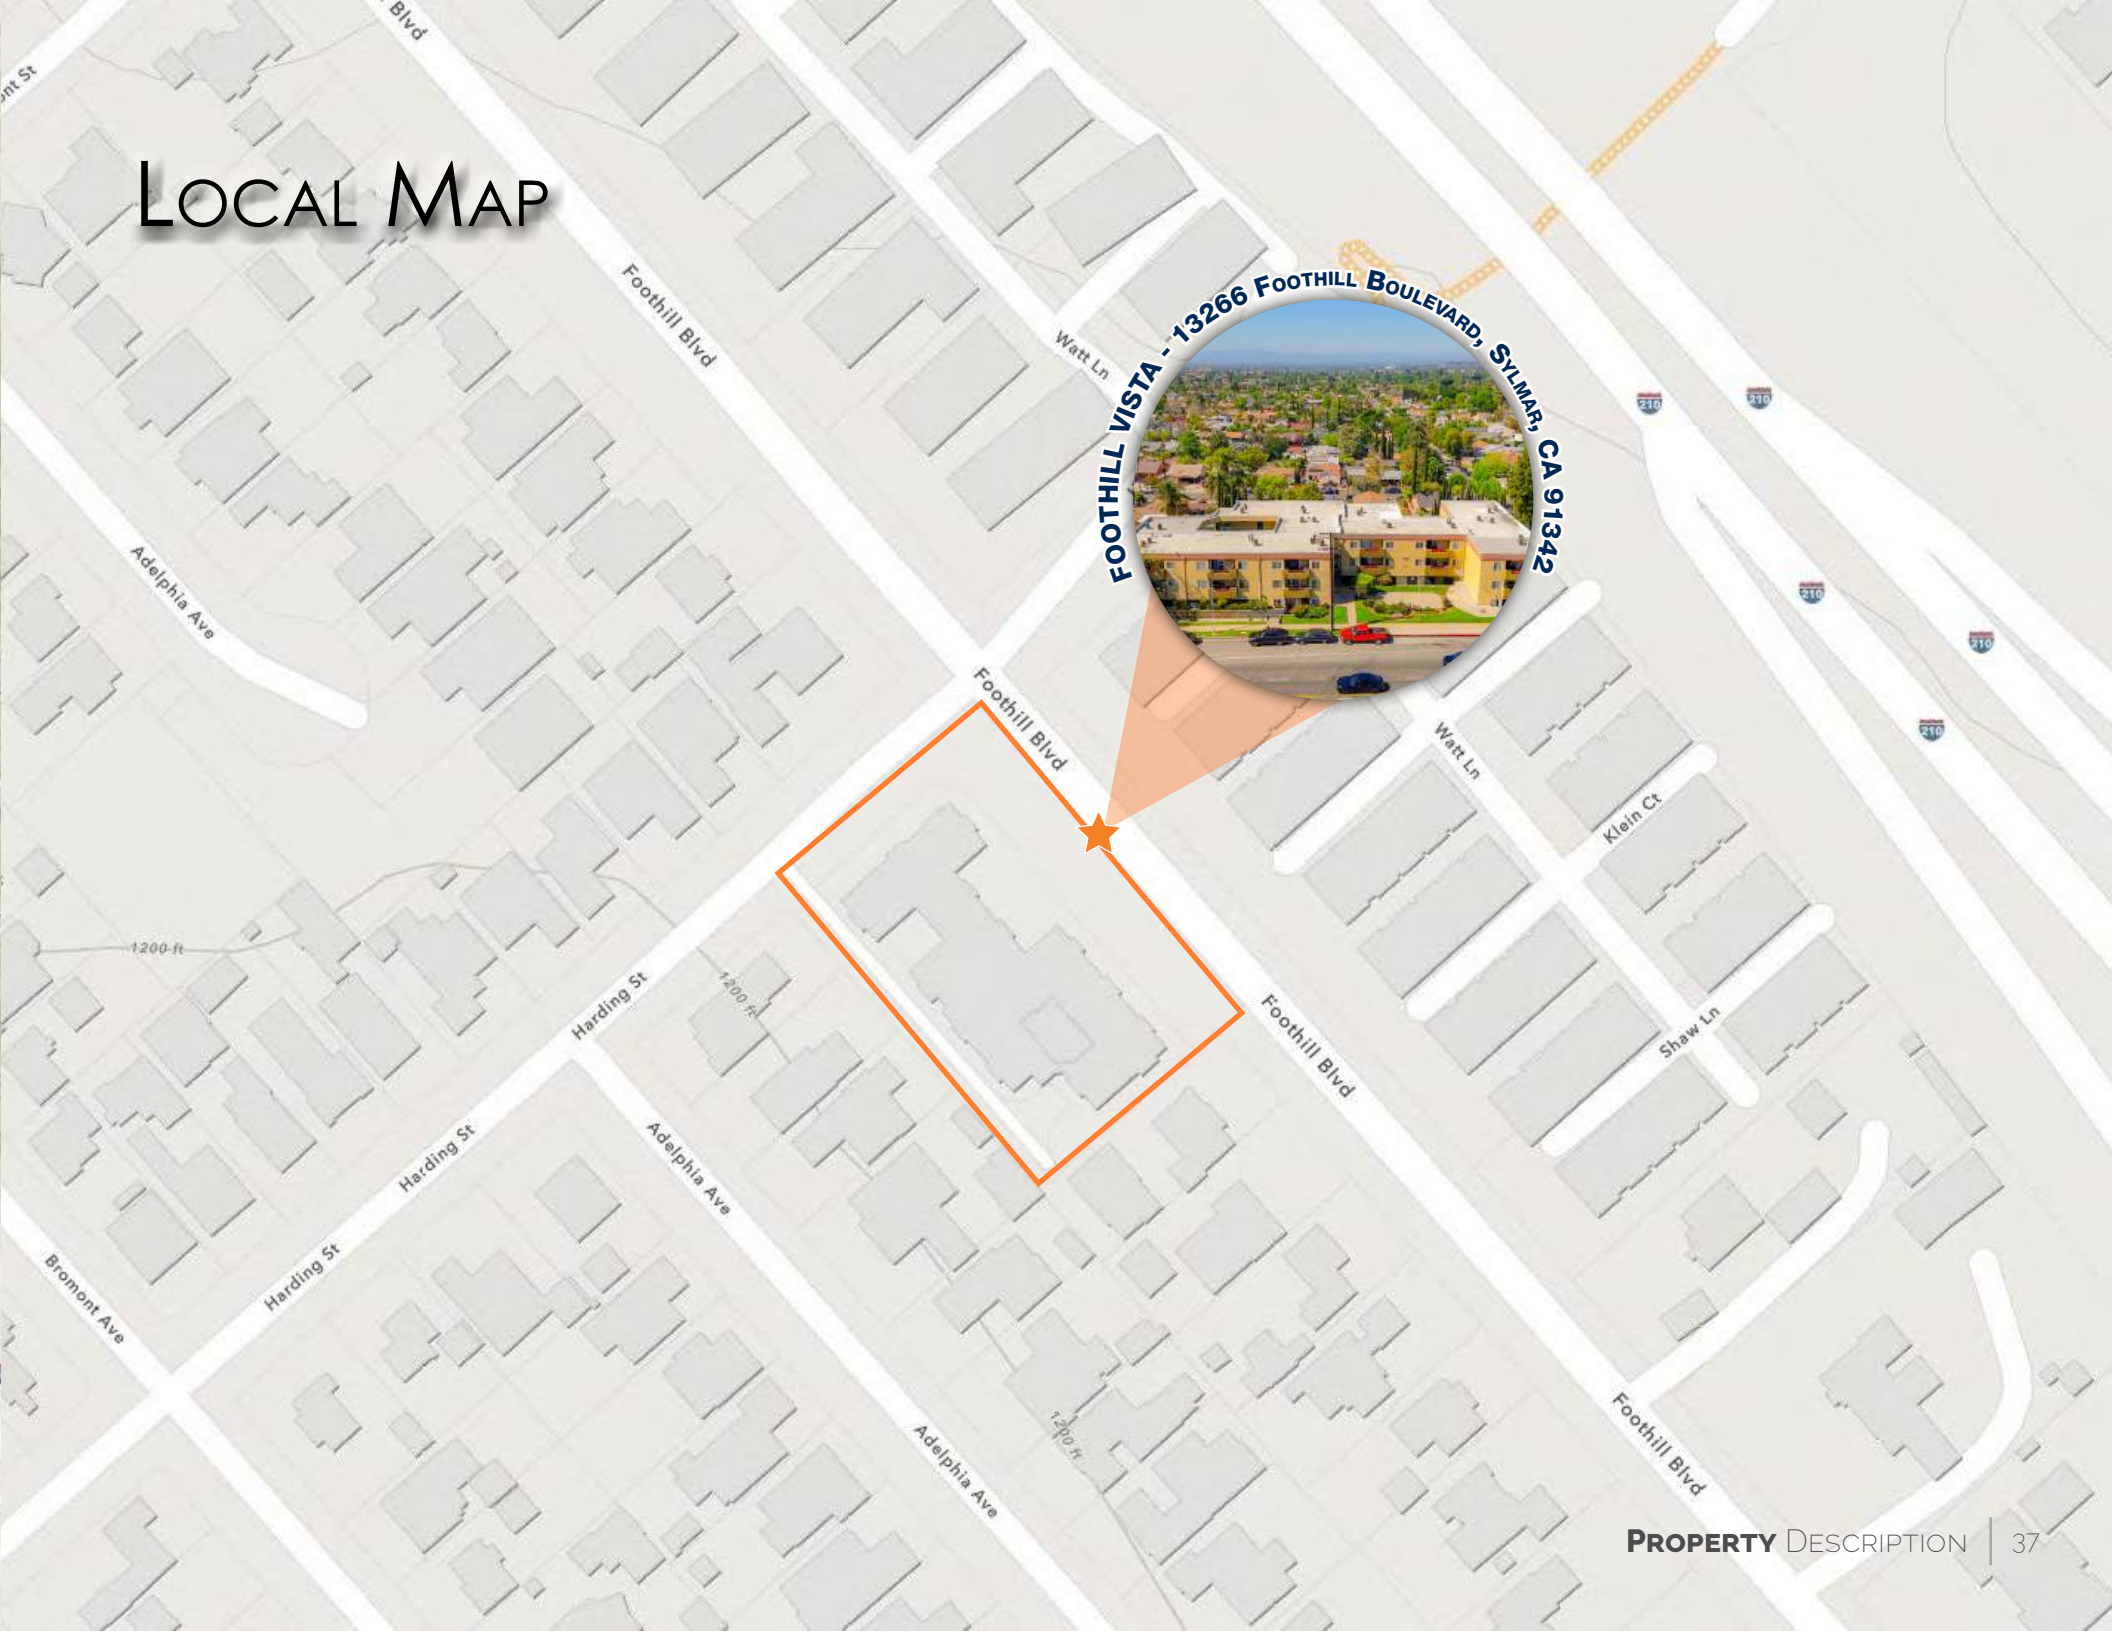 Blvd
nt St
LOCAL MAP
Foothill Blvd
Watt Ln
FOOTHILL VISTA - 13266 FOOTHILL BOULEVARD, SYLMAR, CA 91342
210
210
Adelphia Ave
210
210
Foothill Blvd
210
Watt Ln
Klein Ct
1200 ft
1200 ft
Harding St
Foothill Blvd
Shaw Ln
Harding St
Adelphia Ave
Harding St
Bromont Ave
1200 ft
Adelphia Ave
Foothill Blvd
PROPERTY DESCRIPTION | 37